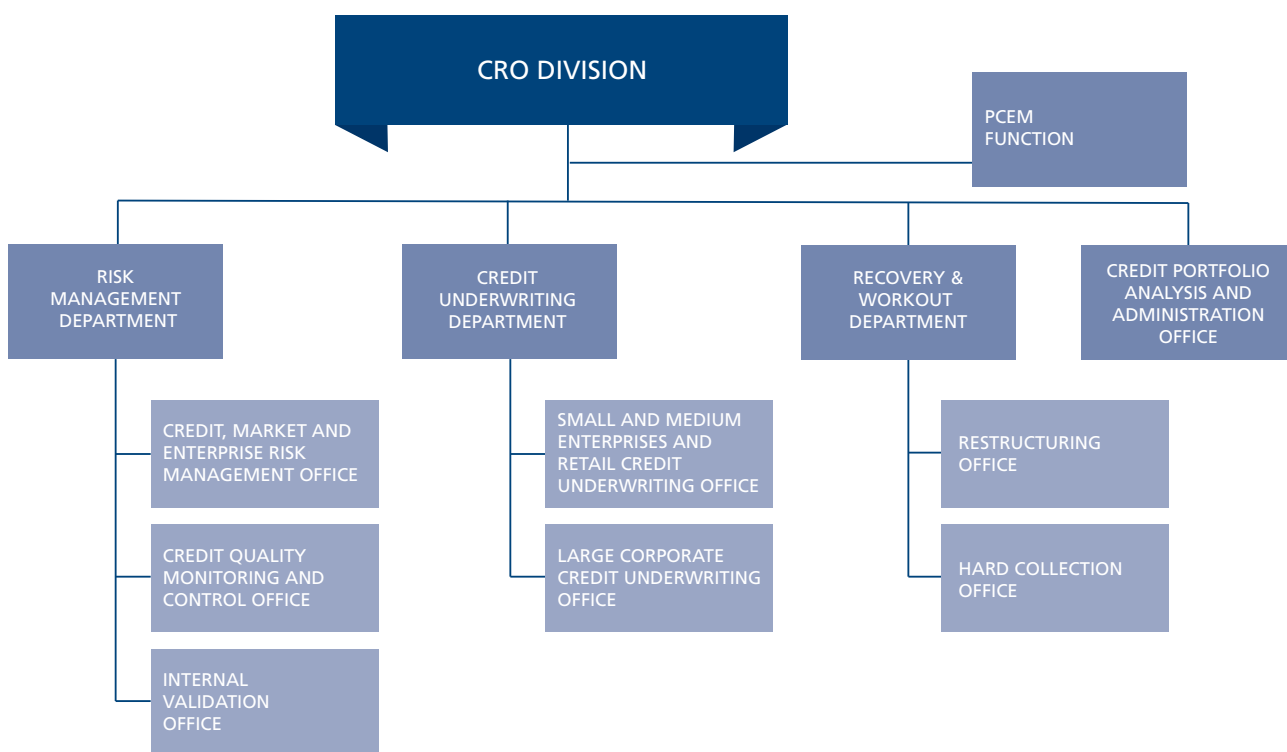 CRO DIVISION
PCEM
FUNCTION
RISK
MANAGEMENT
DEPARTMENT
CREDIT
UNDERWRITING
DEPARTMENT
RECOVERY &
WORKOUT
DEPARTMENT
CREDIT PORTFOLIO
ANALYSIS AND
ADMINISTRATION
OFFICE
CREDIT, MARKET AND
ENTERPRISE RISK
MANAGEMENT OFFICE
SMALL AND MEDIUM
ENTERPRISES AND
RETAIL CREDIT
UNDERWRITING OFFICE
RESTRUCTURING
OFFICE
CREDIT QUALITY
MONITORING AND
CONTROL OFFICE
LARGE CORPORATE
CREDIT UNDERWRITING
OFFICE
HARD COLLECTION
OFFICE
INTERNAL
VALIDATION
OFFICE